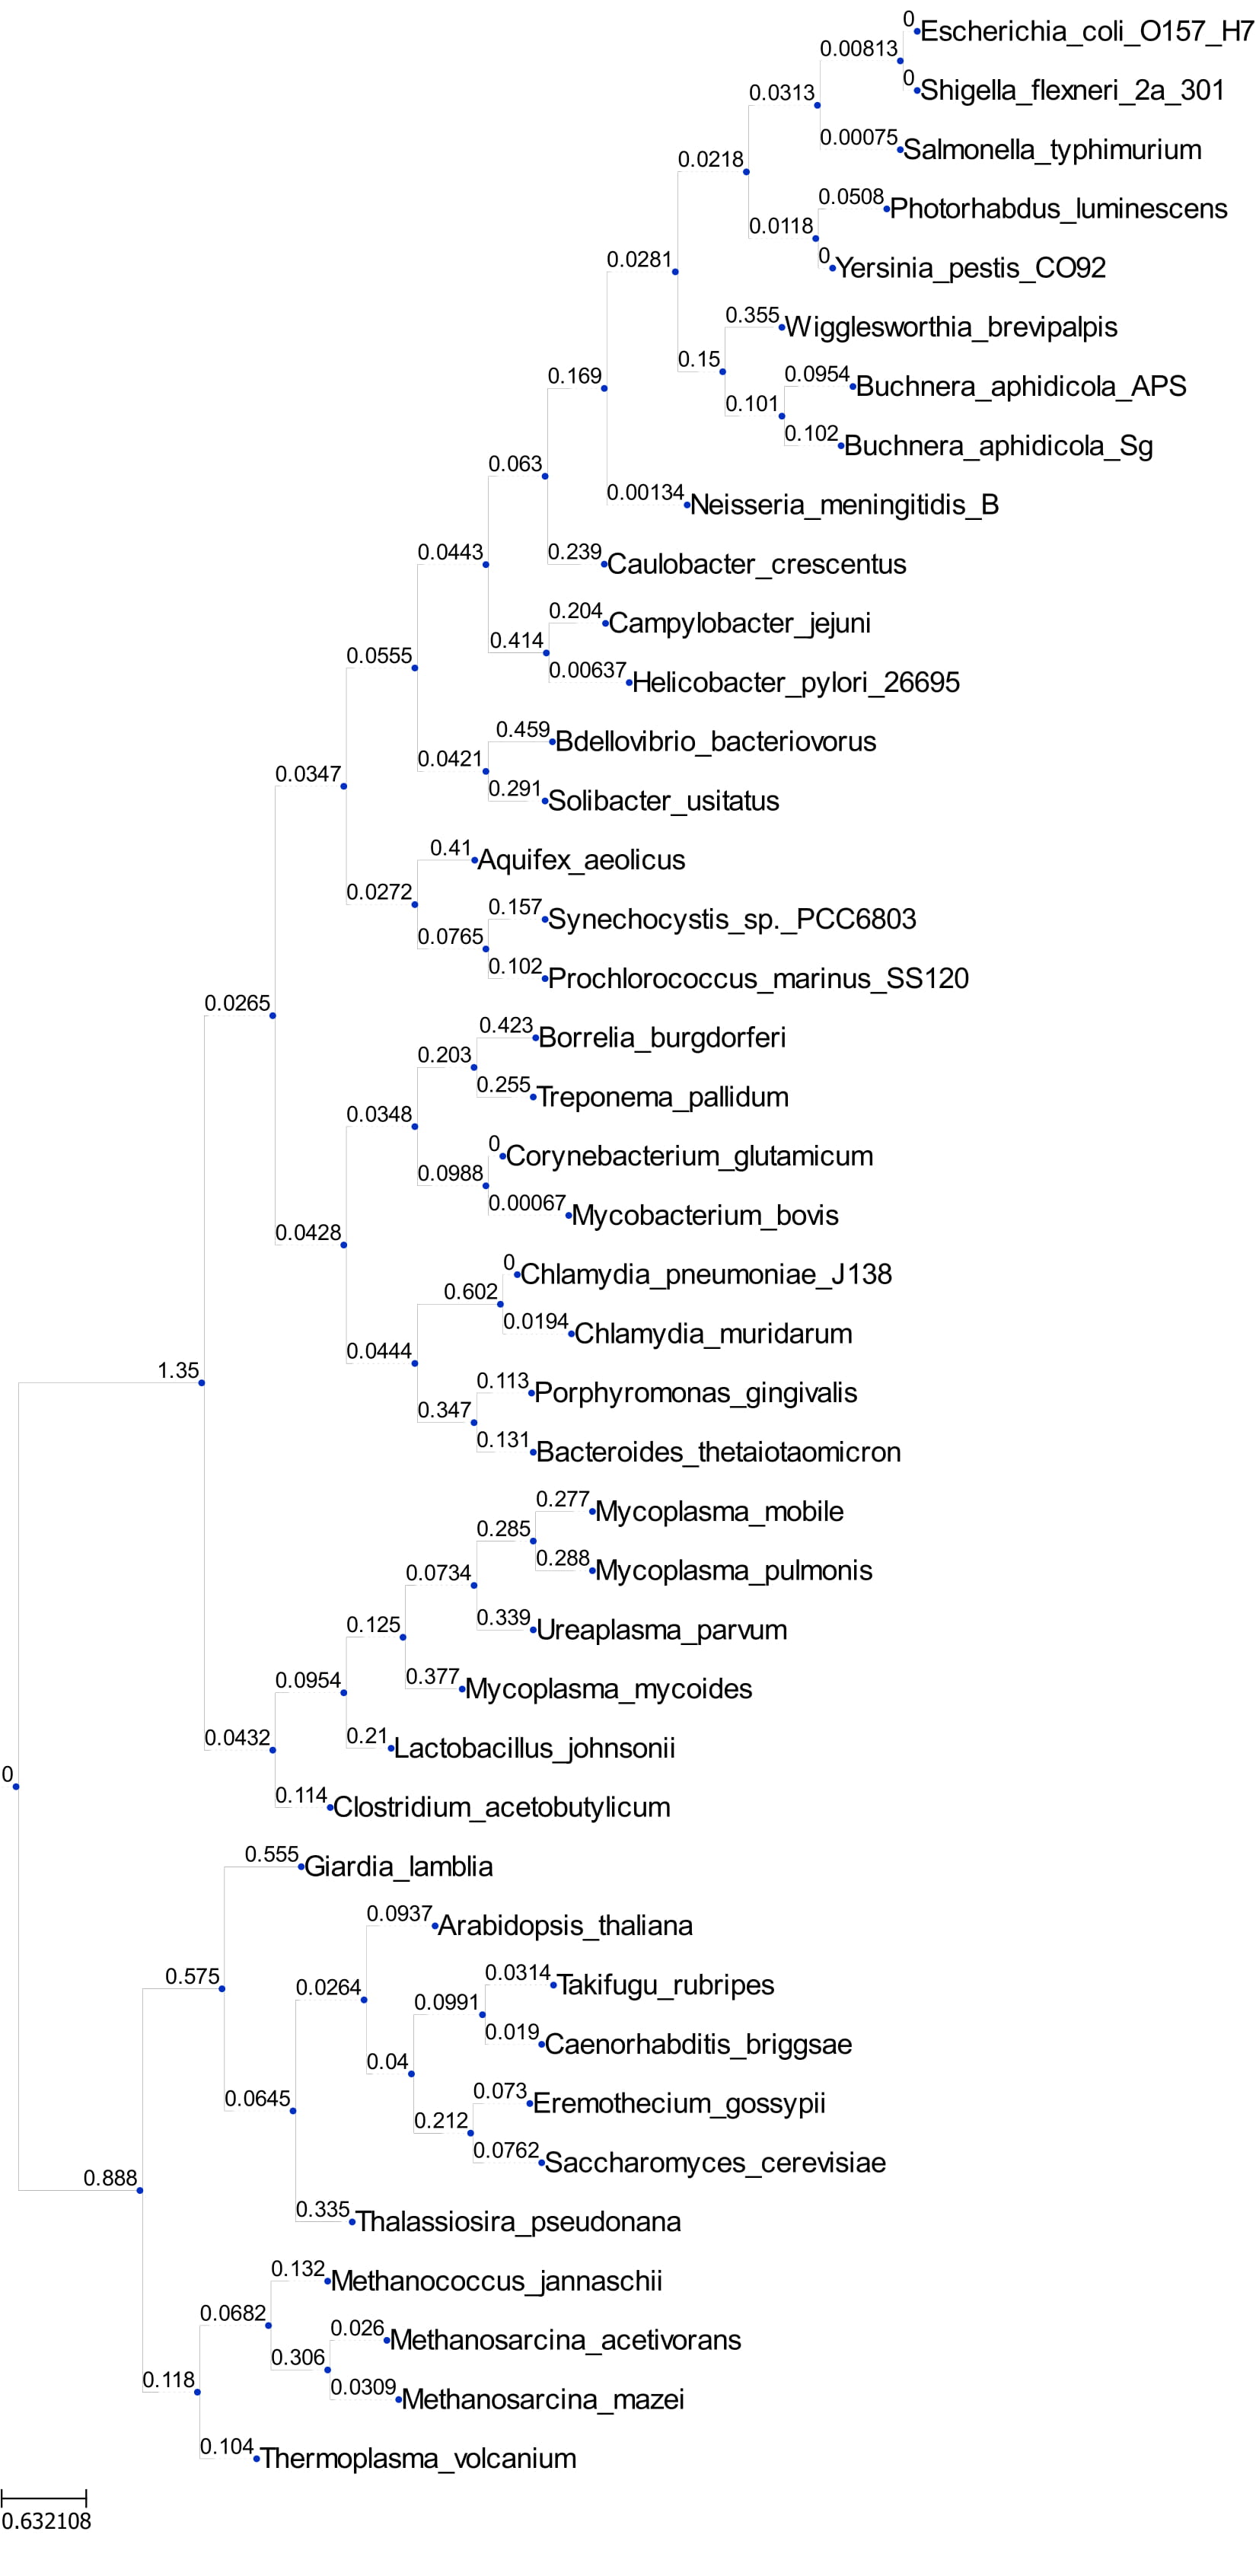 0
Escherichia_coli_O157_H7
0.00813
0
Shigella_flexneri_2a_301
0.0313
0.00075
Salmonella_typhimurium
0.0218
0.0508
Photorhabdus_luminescens
0.0118
0
Yersinia_pestis_CO92
0.0281
0.355
Wigglesworthia_brevipalpis
0.15
0.0954
Buchnera_aphidicola_APS
0.101
0.102
Buchnera_aphidicola_Sg
0.169
0.00134
Neisseria_meningitidis_B
0.063
0.239
Caulobacter_crescentus
0.0443
0.204
Campylobacter_jejuni
0.414
0.00637
Helicobacter_pylori_26695
0.0555
0.459
Bdellovibrio_bacteriovorus
0.0421
0.291
Solibacter_usitatus
0.0347
0.41
Aquifex_aeolicus
0.0272
0.157
Synechocystis_sp._PCC6803
0.0765
0.102
Prochlorococcus_marinus_SS120
0.0265
0.423
Borrelia_burgdorferi
0.203
0.255
Treponema_pallidum
0.0348
0
Corynebacterium_glutamicum
0.0988
0.00067
Mycobacterium_bovis
0.0428
0
Chlamydia_pneumoniae_J138
0.602
0.0194
Chlamydia_muridarum
0.0444
0.113
Porphyromonas_gingivalis
0.347
0.131
Bacteroides_thetaiotaomicron
1.35
0.277
Mycoplasma_mobile
0.285
0.288
Mycoplasma_pulmonis
0.0734
0.339
Ureaplasma_parvum
0.125
0.377
Mycoplasma_mycoides
0.0954
0.21
Lactobacillus_johnsonii
0.0432
0.114
Clostridium_acetobutylicum
0
0.555
Giardia_lamblia
0.575
0.0937
Arabidopsis_thaliana
0.0264
0.0314
Takifugu_rubripes
0.0991
0.019
Caenorhabditis_briggsae
0.04
0.073
Eremothecium_gossypii
0.212
0.0762
Saccharomyces_cerevisiae
0.0645
0.335
Thalassiosira_pseudonana
0.888
0.132
Methanococcus_jannaschii
0.0682
0.026
Methanosarcina_acetivorans
0.306
0.0309
Methanosarcina_mazei
0.118
0.104
Thermoplasma_volcanium
0.632108